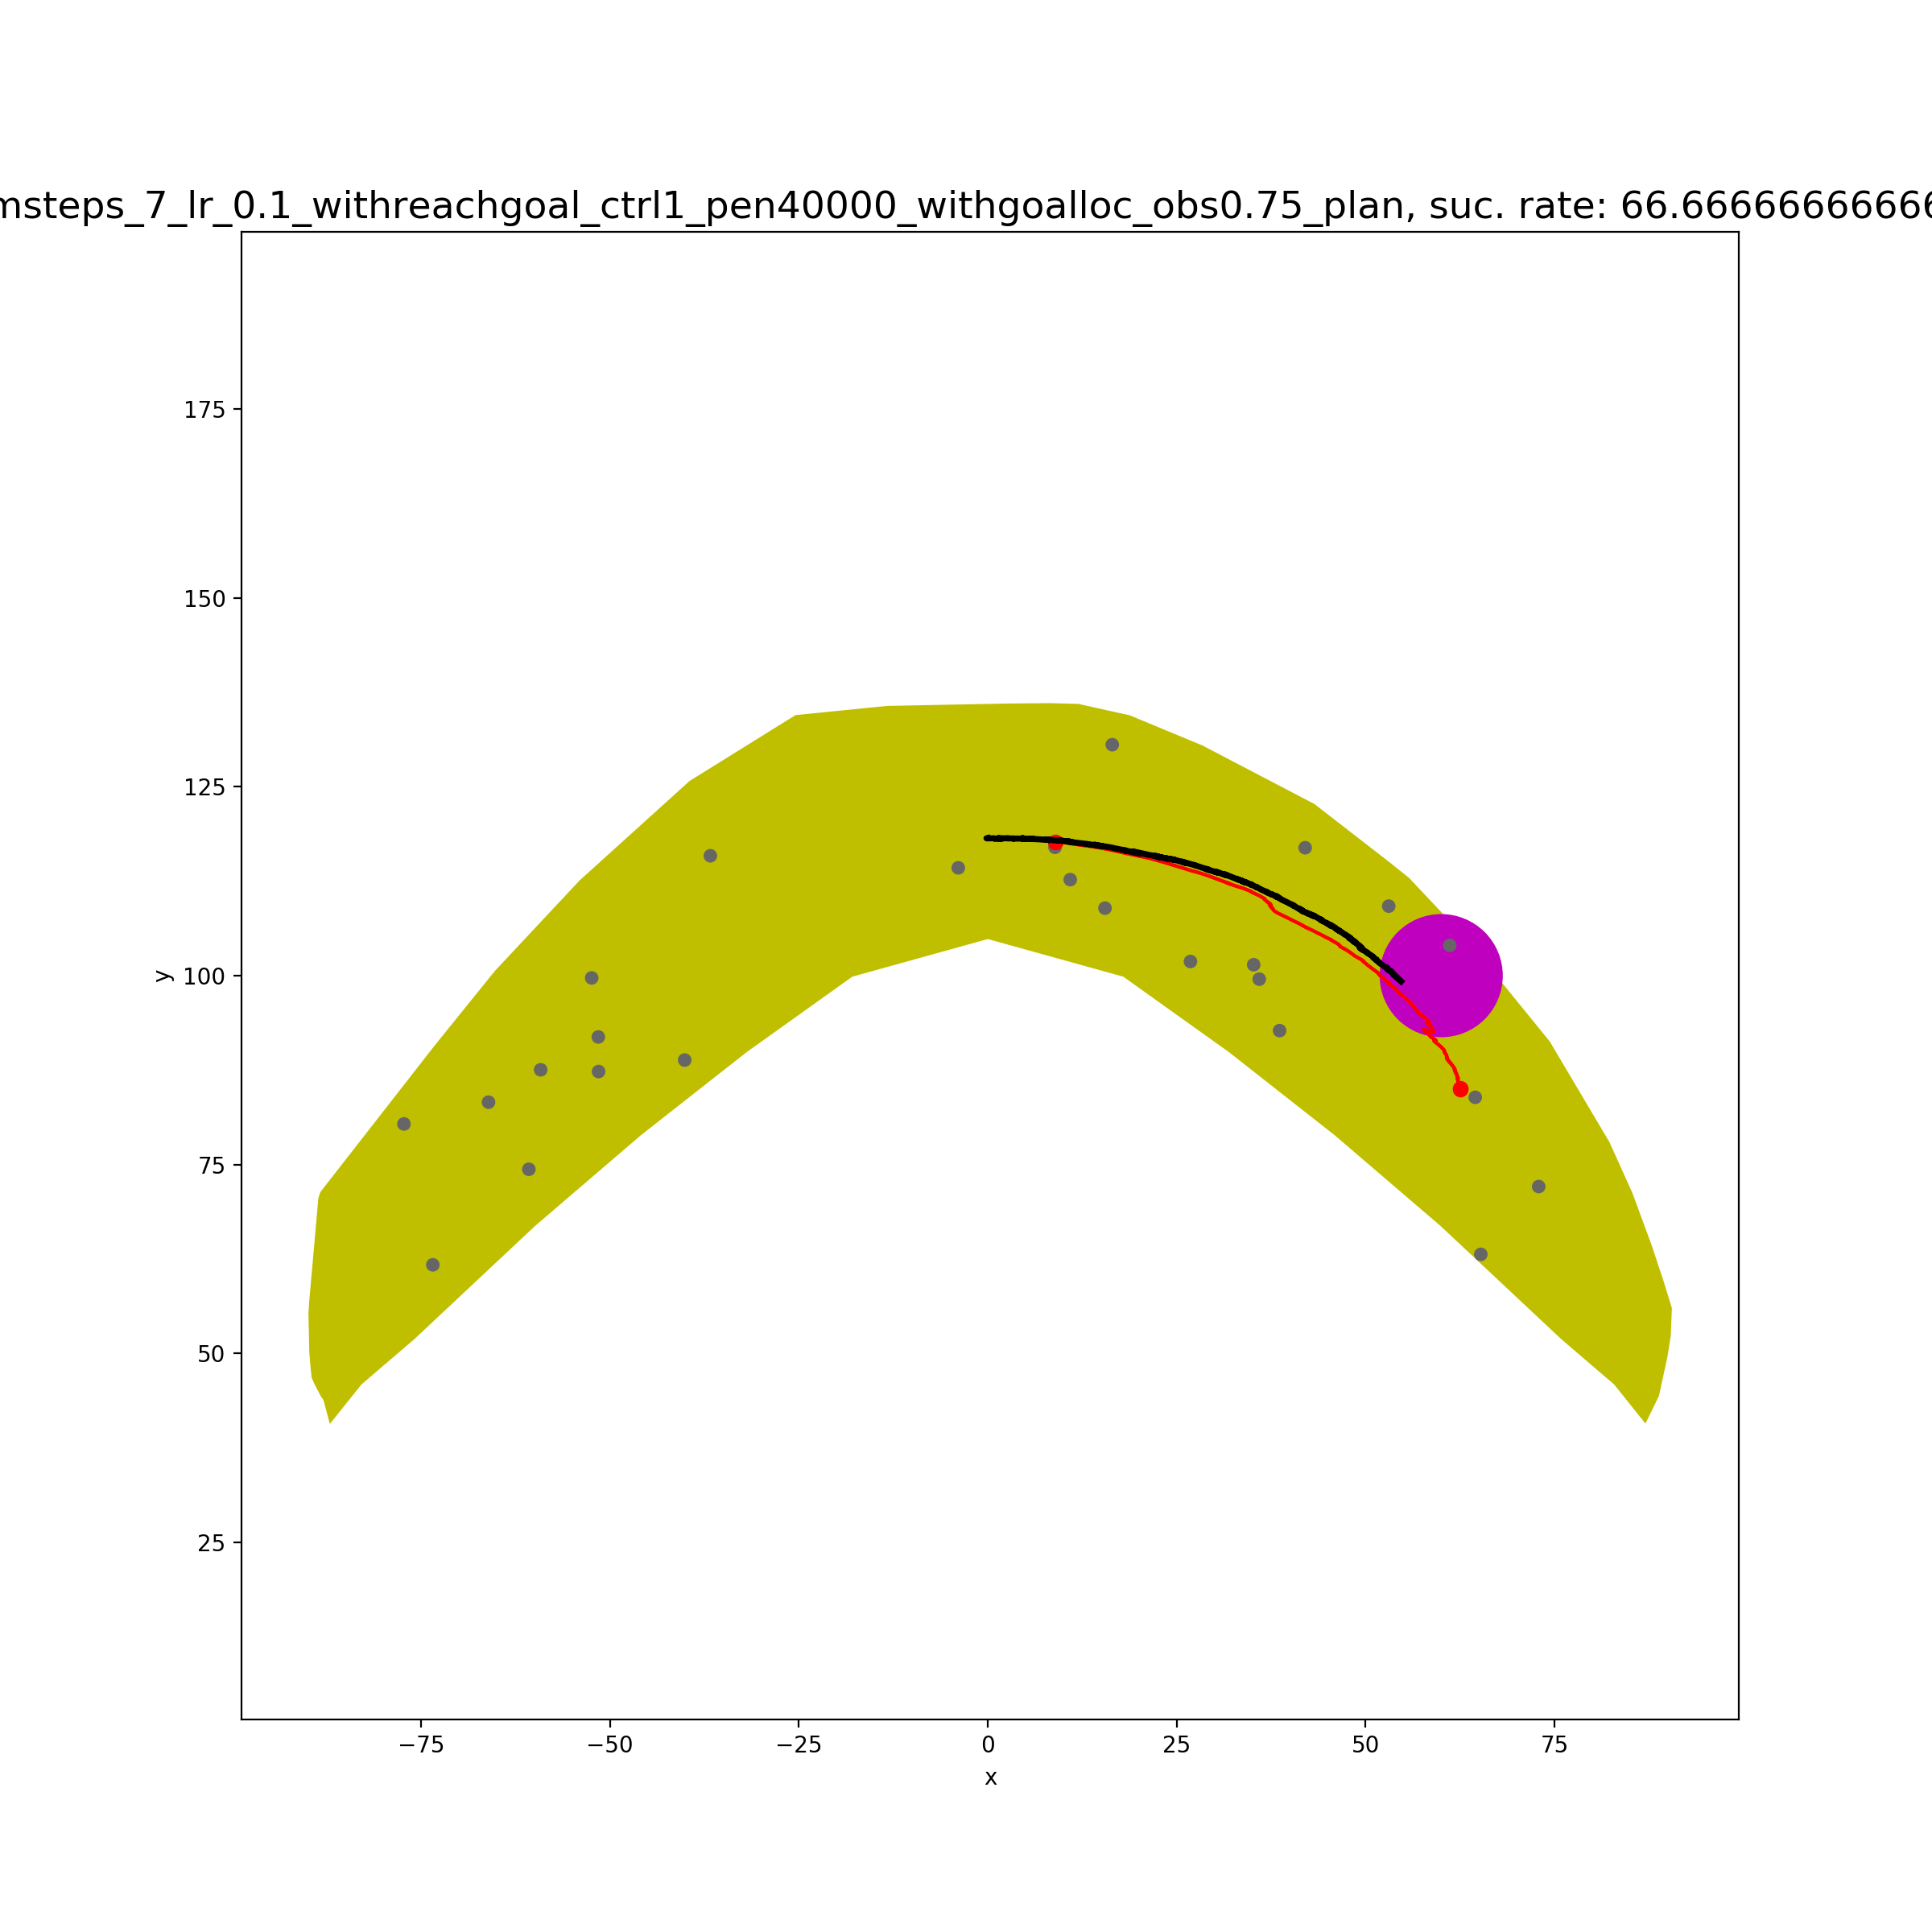 msteps_7_lr_0.1_withreachgoal_ctrl1_pen40000_withgoalloc_obs0.75_plan, suc. rate: 66.66666666666
175
150
125
100
75
50
25
y
−75 −50 −25 0 25 50 75
x